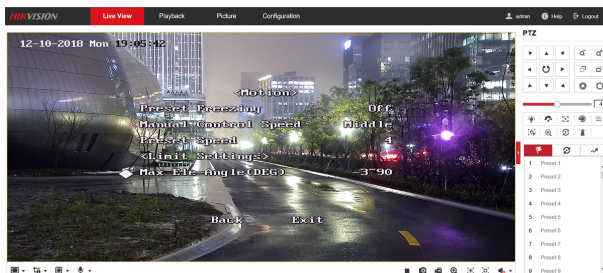 HIKVISION Live View Playback Picture Configuration admin Help Logout
PTZ
12-10-2018 Mon 19:05:42
<Motion>
Preset Freezing Off
Manual Control Speed Middle
Preset Speed 4
<Limit Settings>
Max Ele Angle(DEG) -3~90
Back Exit
4
1 Preset 1
2 Preset 2
3 Preset 3
4 Preset 4
5 Preset 5
6 Preset 6
7 Preset 7
8 Preset 8
9 Preset 9